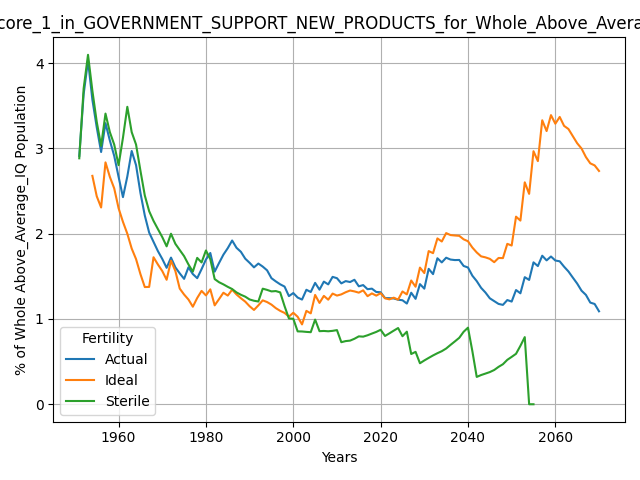 core_1_in_GOVERNMENT_SUPPORT_NEW_PRODUCTS_for_Whole_Above_Avera
% of Whole Above_Average_IQ Population
4
3
2
1
0
Fertility
Actual
Ideal
Sterile
1960 1980 2000 2020 2040 2060
Years